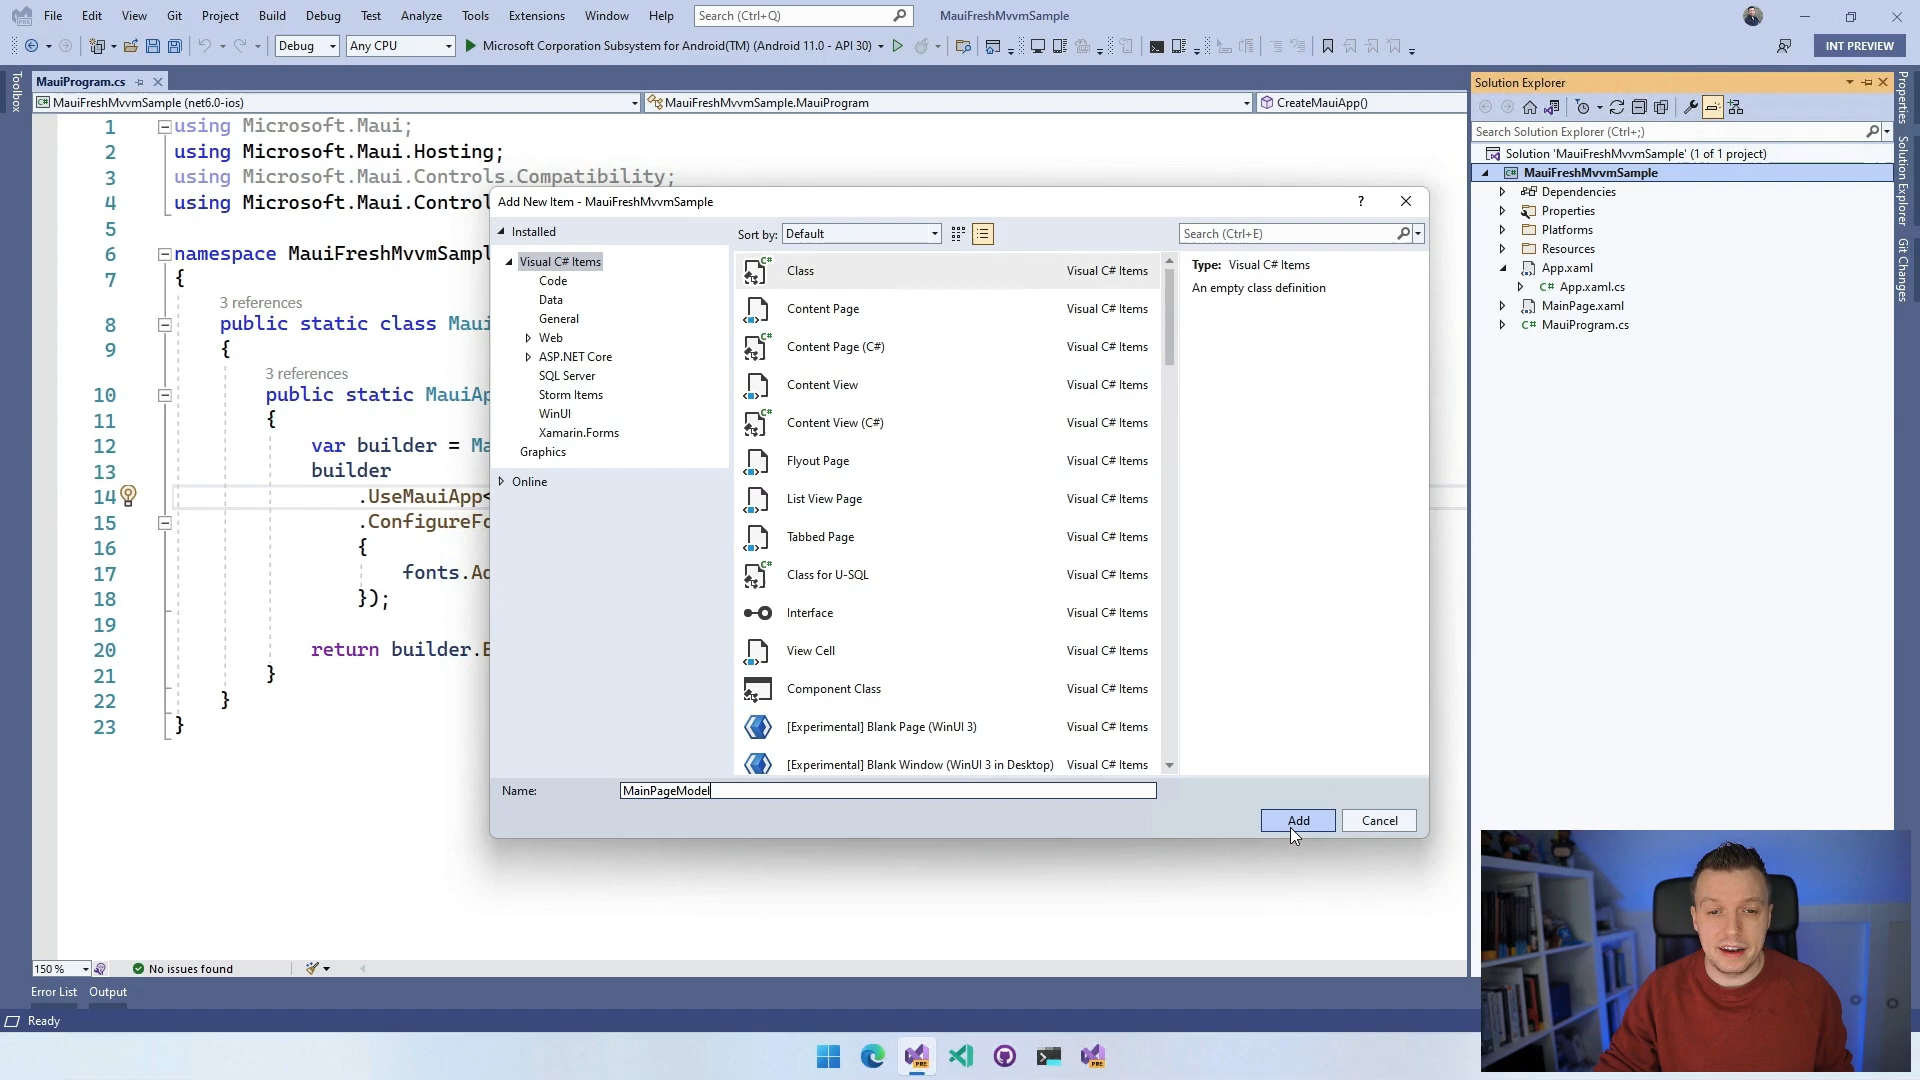 File Edit View Git Project Build Debug Test Analyze Tools Extensions Window Help Search (Ctrl+Q) MauiFreshMvvmSample
Debug Any CPU Microsoft Corporation Subsystem for Android(TM) (Android 11.0 - API 30) INT PREVIEW
Toolbox
MauiProgram.cs
MauiFreshMvvmSample (net6.0-ios) MauiFreshMvvmSample.MauiProgram CreateMauiApp()
1 using Microsoft.Maui;
2 using Microsoft.Maui.Hosting;
3 using Microsoft.Maui.Controls.Compatibility;
4 using Microsoft.Maui.Control
5
6 namespace MauiFreshMvvmSampl
7 {
3 references
8 public static class Maui
9 {
3 references
10 public static MauiAp
11 {
12 var builder = Ma
13 builder
14 .UseMauiApp<
15 .ConfigureFo
16 {
17 fonts.Ad
18 });
19
20 return builder.B
21 }
22 }
23 }
Add New Item - MauiFreshMvvmSample ?
Installed
Visual C# Items
Code
Data
General
Web
ASP.NET Core
SQL Server
Storm Items
WinUI
Xamarin.Forms
Graphics
Online
Sort by: Default
Search (Ctrl+E)
Class Visual C# Items
Content Page Visual C# Items
Content Page (C#) Visual C# Items
Content View Visual C# Items
Content View (C#) Visual C# Items
Flyout Page Visual C# Items
List View Page Visual C# Items
Tabbed Page Visual C# Items
Class for U-SQL Visual C# Items
Interface Visual C# Items
View Cell Visual C# Items
Component Class Visual C# Items
[Experimental] Blank Page (WinUI 3) Visual C# Items
[Experimental] Blank Window (WinUI 3 in Desktop) Visual C# Items
Type: Visual C# Items
An empty class definition
Name: MainPageModel
Add Cancel
Solution Explorer
Search Solution Explorer (Ctrl+;)
Solution 'MauiFreshMvvmSample' (1 of 1 project)
MauiFreshMvvmSample
Dependencies
Properties
Platforms
Resources
App.xaml
C# App.xaml.cs
MainPage.xaml
C# MauiProgram.cs
Properties
Solution Explorer
Git Changes
150 % No issues found
Error List Output
Ready